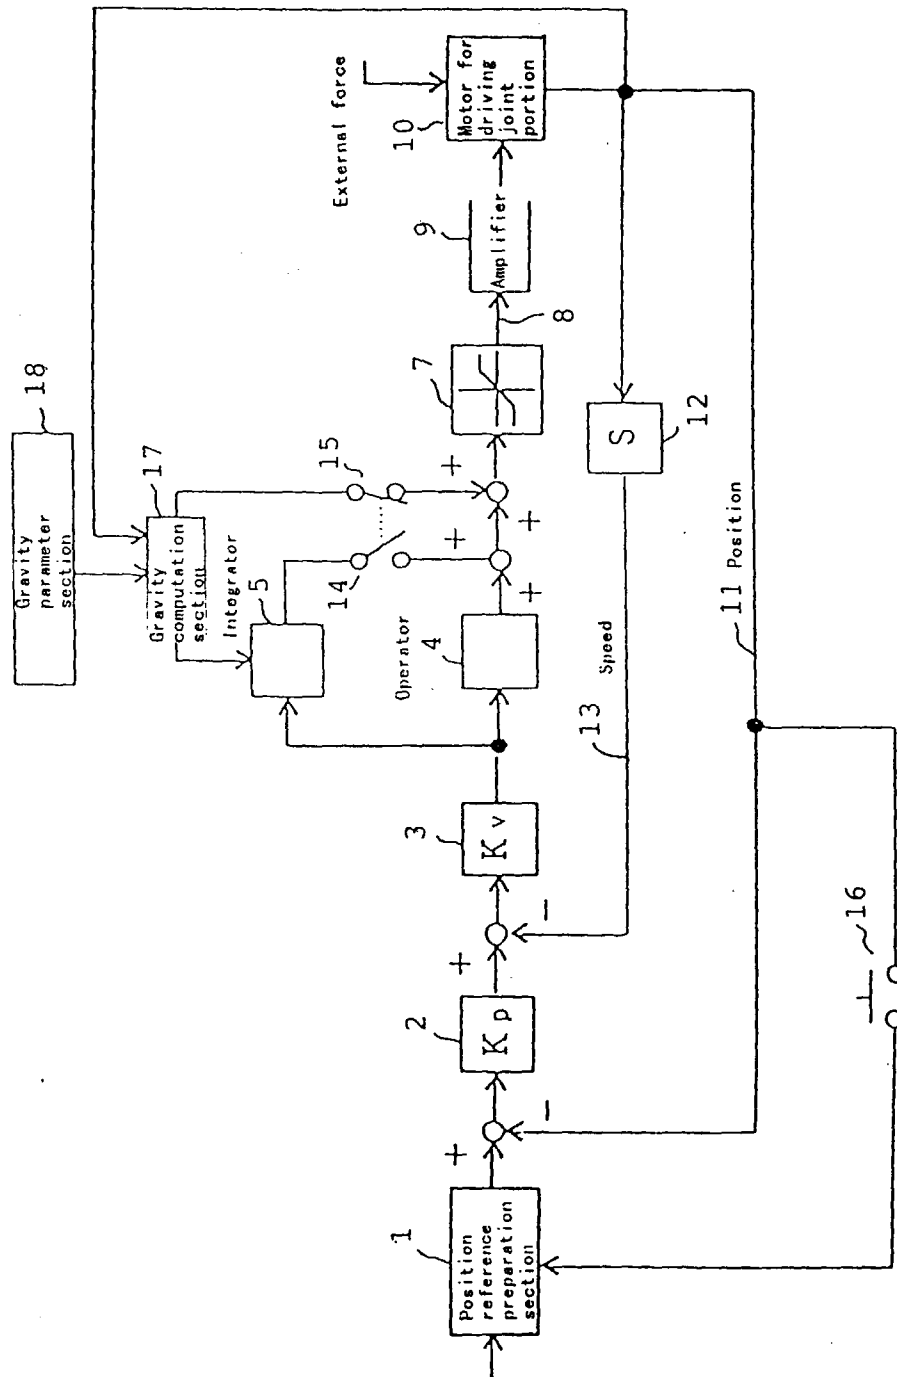 Gravity
parameter
section
18
17
Gravity
computation
section
Integrator
5
14
15
External force
10
Motor for
driving
joint
portion
9
Amplifier
8
7
+
+
+
+
Operator
4
3
K v
+
−
2
K p
+
−
1
Position
reference
preparation
section
S
12
Speed
13
11 Position
16